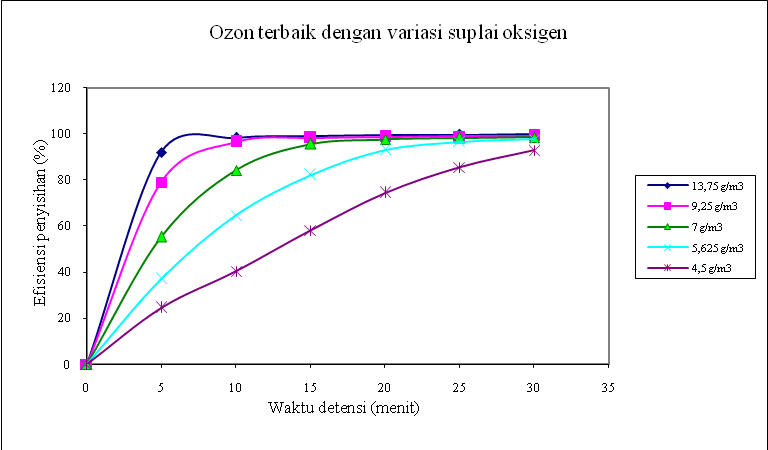 Ozon terbaik dengan variasi suplai oksigen
120
100
80
60
40
20
0
Efisiensi penyisihan (%)
0 5 10 15 20 25 30 35
Waktu detensi (menit)
13,75 g/m3
9,25 g/m3
7 g/m3
5,625 g/m3
4,5 g/m3